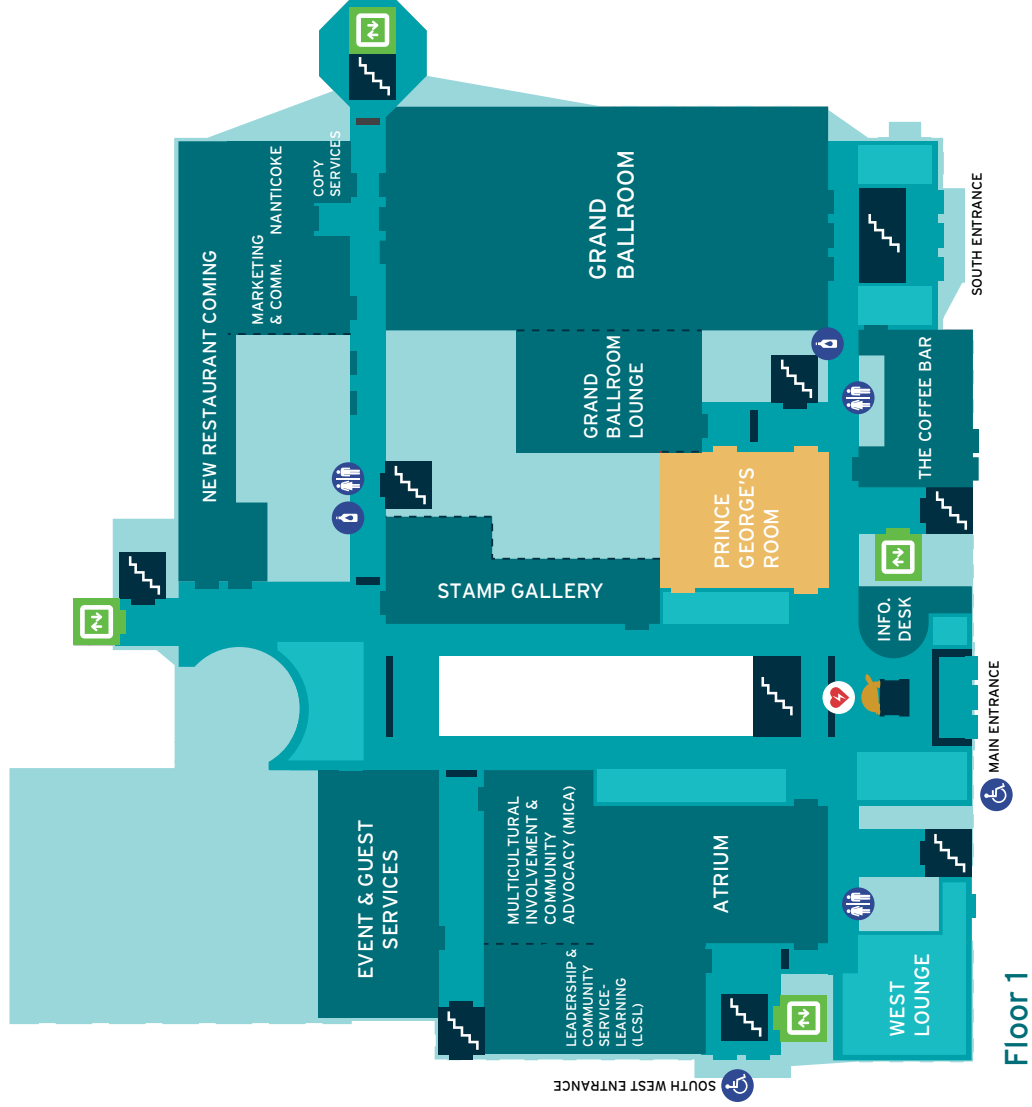 NEW RESTAURANT COMING
MARKETING
& COMM.
NANTICOKE
COPY
SERVICES
GRAND
BALLROOM
GRAND
BALLROOM
LOUNGE
PRINCE
GEORGE'S
ROOM
STAMP GALLERY
THE COFFEE BAR
SOUTH ENTRANCE
INFO.
DESK
MAIN ENTRANCE
EVENT & GUEST
SERVICES
MULTICULTURAL
INVOLVEMENT &
COMMUNITY
ADVOCACY (MICA)
ATRIUM
LEADERSHIP &
COMMUNITY
SERVICE-
LEARNING
(LCSL)
WEST
LOUNGE
SOUTH WEST ENTRANCE
Floor 1